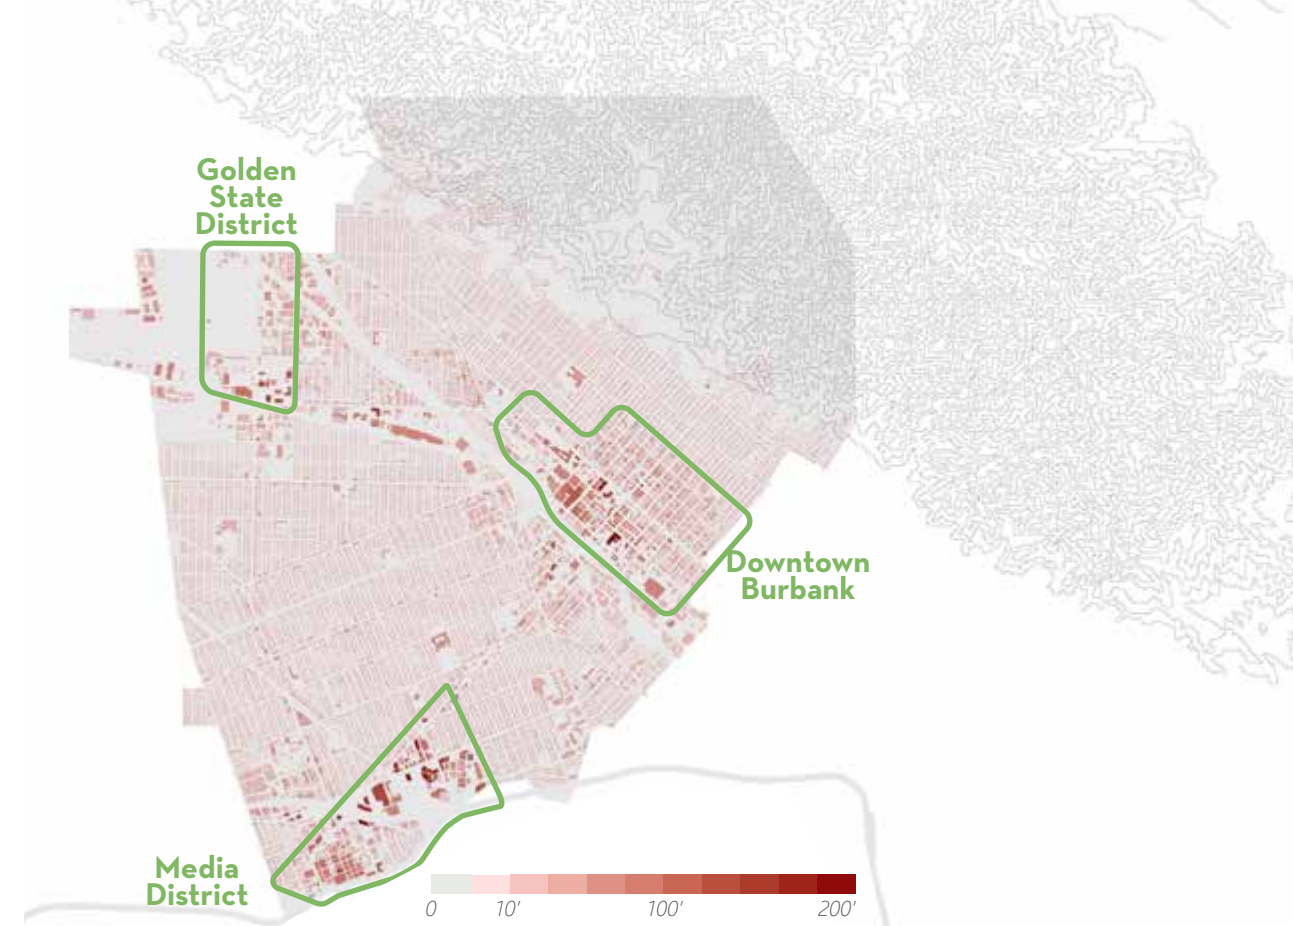 Golden
State
District
Downtown
Burbank
Media
District
0 10' 100' 200'